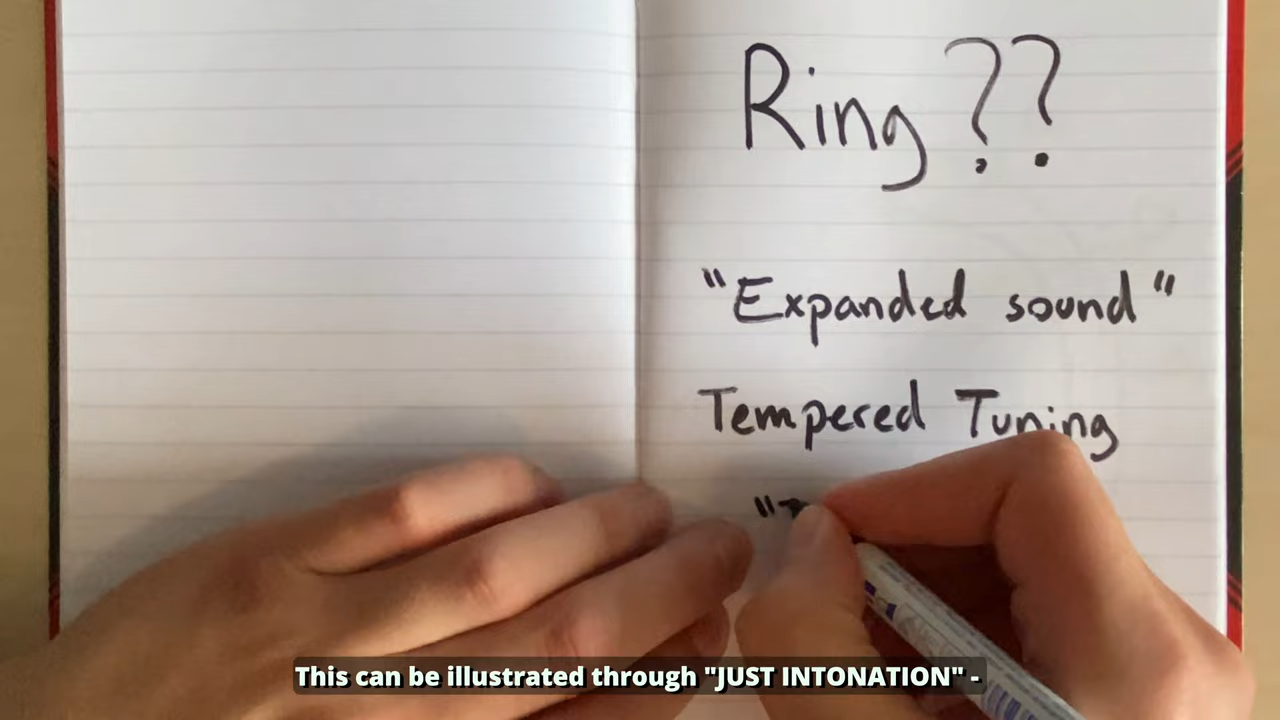 Ring ??
"Expanded sound"
Tempered Tuning
This can be illustrated through "JUST INTONATION" -